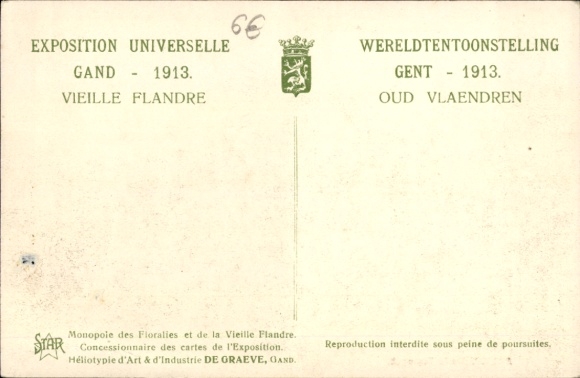 6€
EXPOSITION UNIVERSELLE
GAND - 1913.
VIEILLE FLANDRE
WERELDTENTOONSTELLING
GENT - 1913.
OUD VLAENDREN
STAR
Monopole des Floralies et de la Vieille Flandre.
Concessionnaire des cartes de l'Exposition.
Héliotypie d'Art & d'Industrie DE GRAEVE, GAND.
Reproduction interdite sous peine de poursuites.